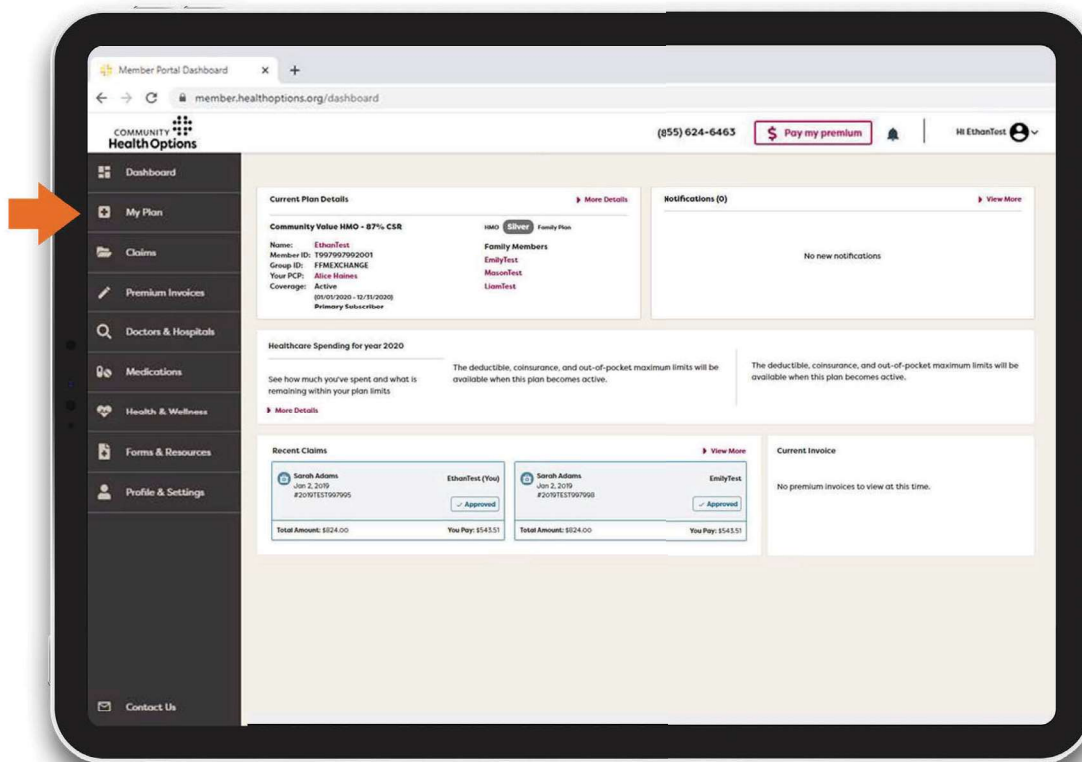 Member Portal Dashboard
member.healthoptions.org/dashboard
COMMUNITY
HealthOptions
(855) 624-6463
$ Pay my premium
Hi EthanTest
Dashboard
My Plan
Claims
Premium Invoices
Doctors & Hospitals
Medications
Health & Wellness
Forms & Resources
Profile & Settings
Contact Us
Current Plan Details
More Details
Community Value HMO - 87% CSR
HMO Silver Family Plan
Name: EthanTest
Member ID: T997997992001
Group ID: FFMEXCHANGE
Your PCP: Alice Haines
Coverage: Active
(01/01/2020 - 12/31/2020)
Primary Subscriber
Family Members
EmilyTest
MasonTest
LiamTest
Notifications (0)
View More
No new notifications
Healthcare Spending for year 2020
See how much you've spent and what is
remaining within your plan limits
More Details
The deductible, coinsurance, and out-of-pocket maximum limits will be
available when this plan becomes active.
The deductible, coinsurance, and out-of-pocket maximum limits will be
available when this plan becomes active.
Recent Claims
View More
Sarah Adams
Jan 2, 2019
#2019TEST997995
EthanTest (You)
Approved
Total Amount: $824.00
You Pay: $543.51
Sarah Adams
Jan 2, 2019
#2019TEST997998
EmilyTest
Approved
Total Amount: $824.00
You Pay: $543.51
Current Invoice
No premium invoices to view at this time.